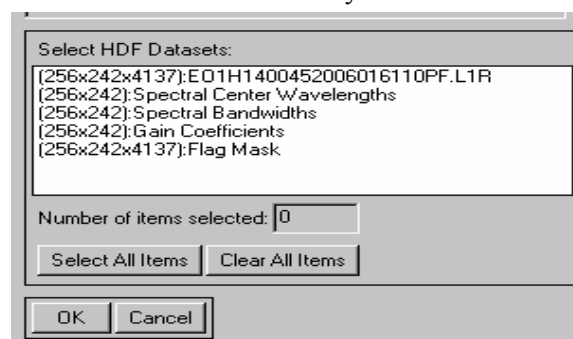 Select HDF Datasets:
(256x242x4137):EO1H1400452006016110PF.L1R
(256x242):Spectral Center Wavelengths
(256x242):Spectral Bandwidths
(256x242):Gain Coefficients
(256x242x4137):Flag Mask
Number of items selected: 0
Select All Items Clear All Items
OK Cancel